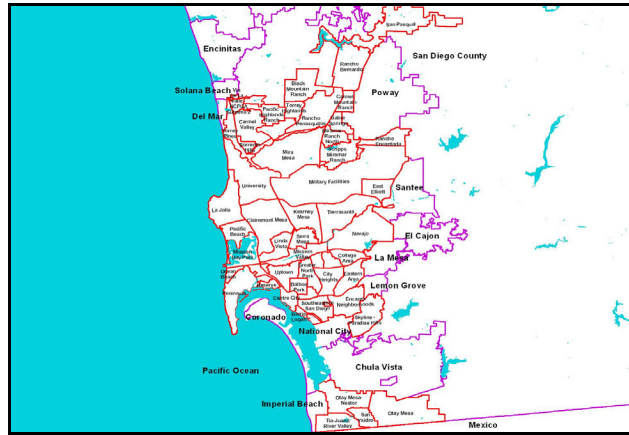 San Pasqual
Encinitas
San Diego County
Rancho
Bernardo
Black
Mountain
Ranch
Solana Beach
Poway
Carmel
Mountain
Ranch
Pacific
Highlands
Ranch
Torrey
Highlands
Del Mar
Rancho
Penasquitos
Sabre
Springs
Carmel
Valley
Rancho
Encantada
Scripps
Miramar
Ranch
Mira
Mesa
University
Military Facilities
East
Elliott
Santee
La Jolla
Clairemont Mesa
Kearney
Mesa
Tierrasanta
Pacific
Beach
Navajo
El Cajon
Linda
Vista
Serra
Mesa
Mission
Valley
College
Area
La Mesa
Ocean
Beach
Uptown
Greater
North
Park
City
Heights
Eastern
Area
Lemon Grove
Peninsula
Balboa
Park
Centre City
Southeastern
San Diego
Encanto
Neighborhoods
Coronado
Skyline -
Paradise Hills
National City
Pacific Ocean
Chula Vista
Imperial Beach
Otay Mesa-
Nestor
Otay Mesa
San
Ysidro
Tia Juana
River Valley
Mexico